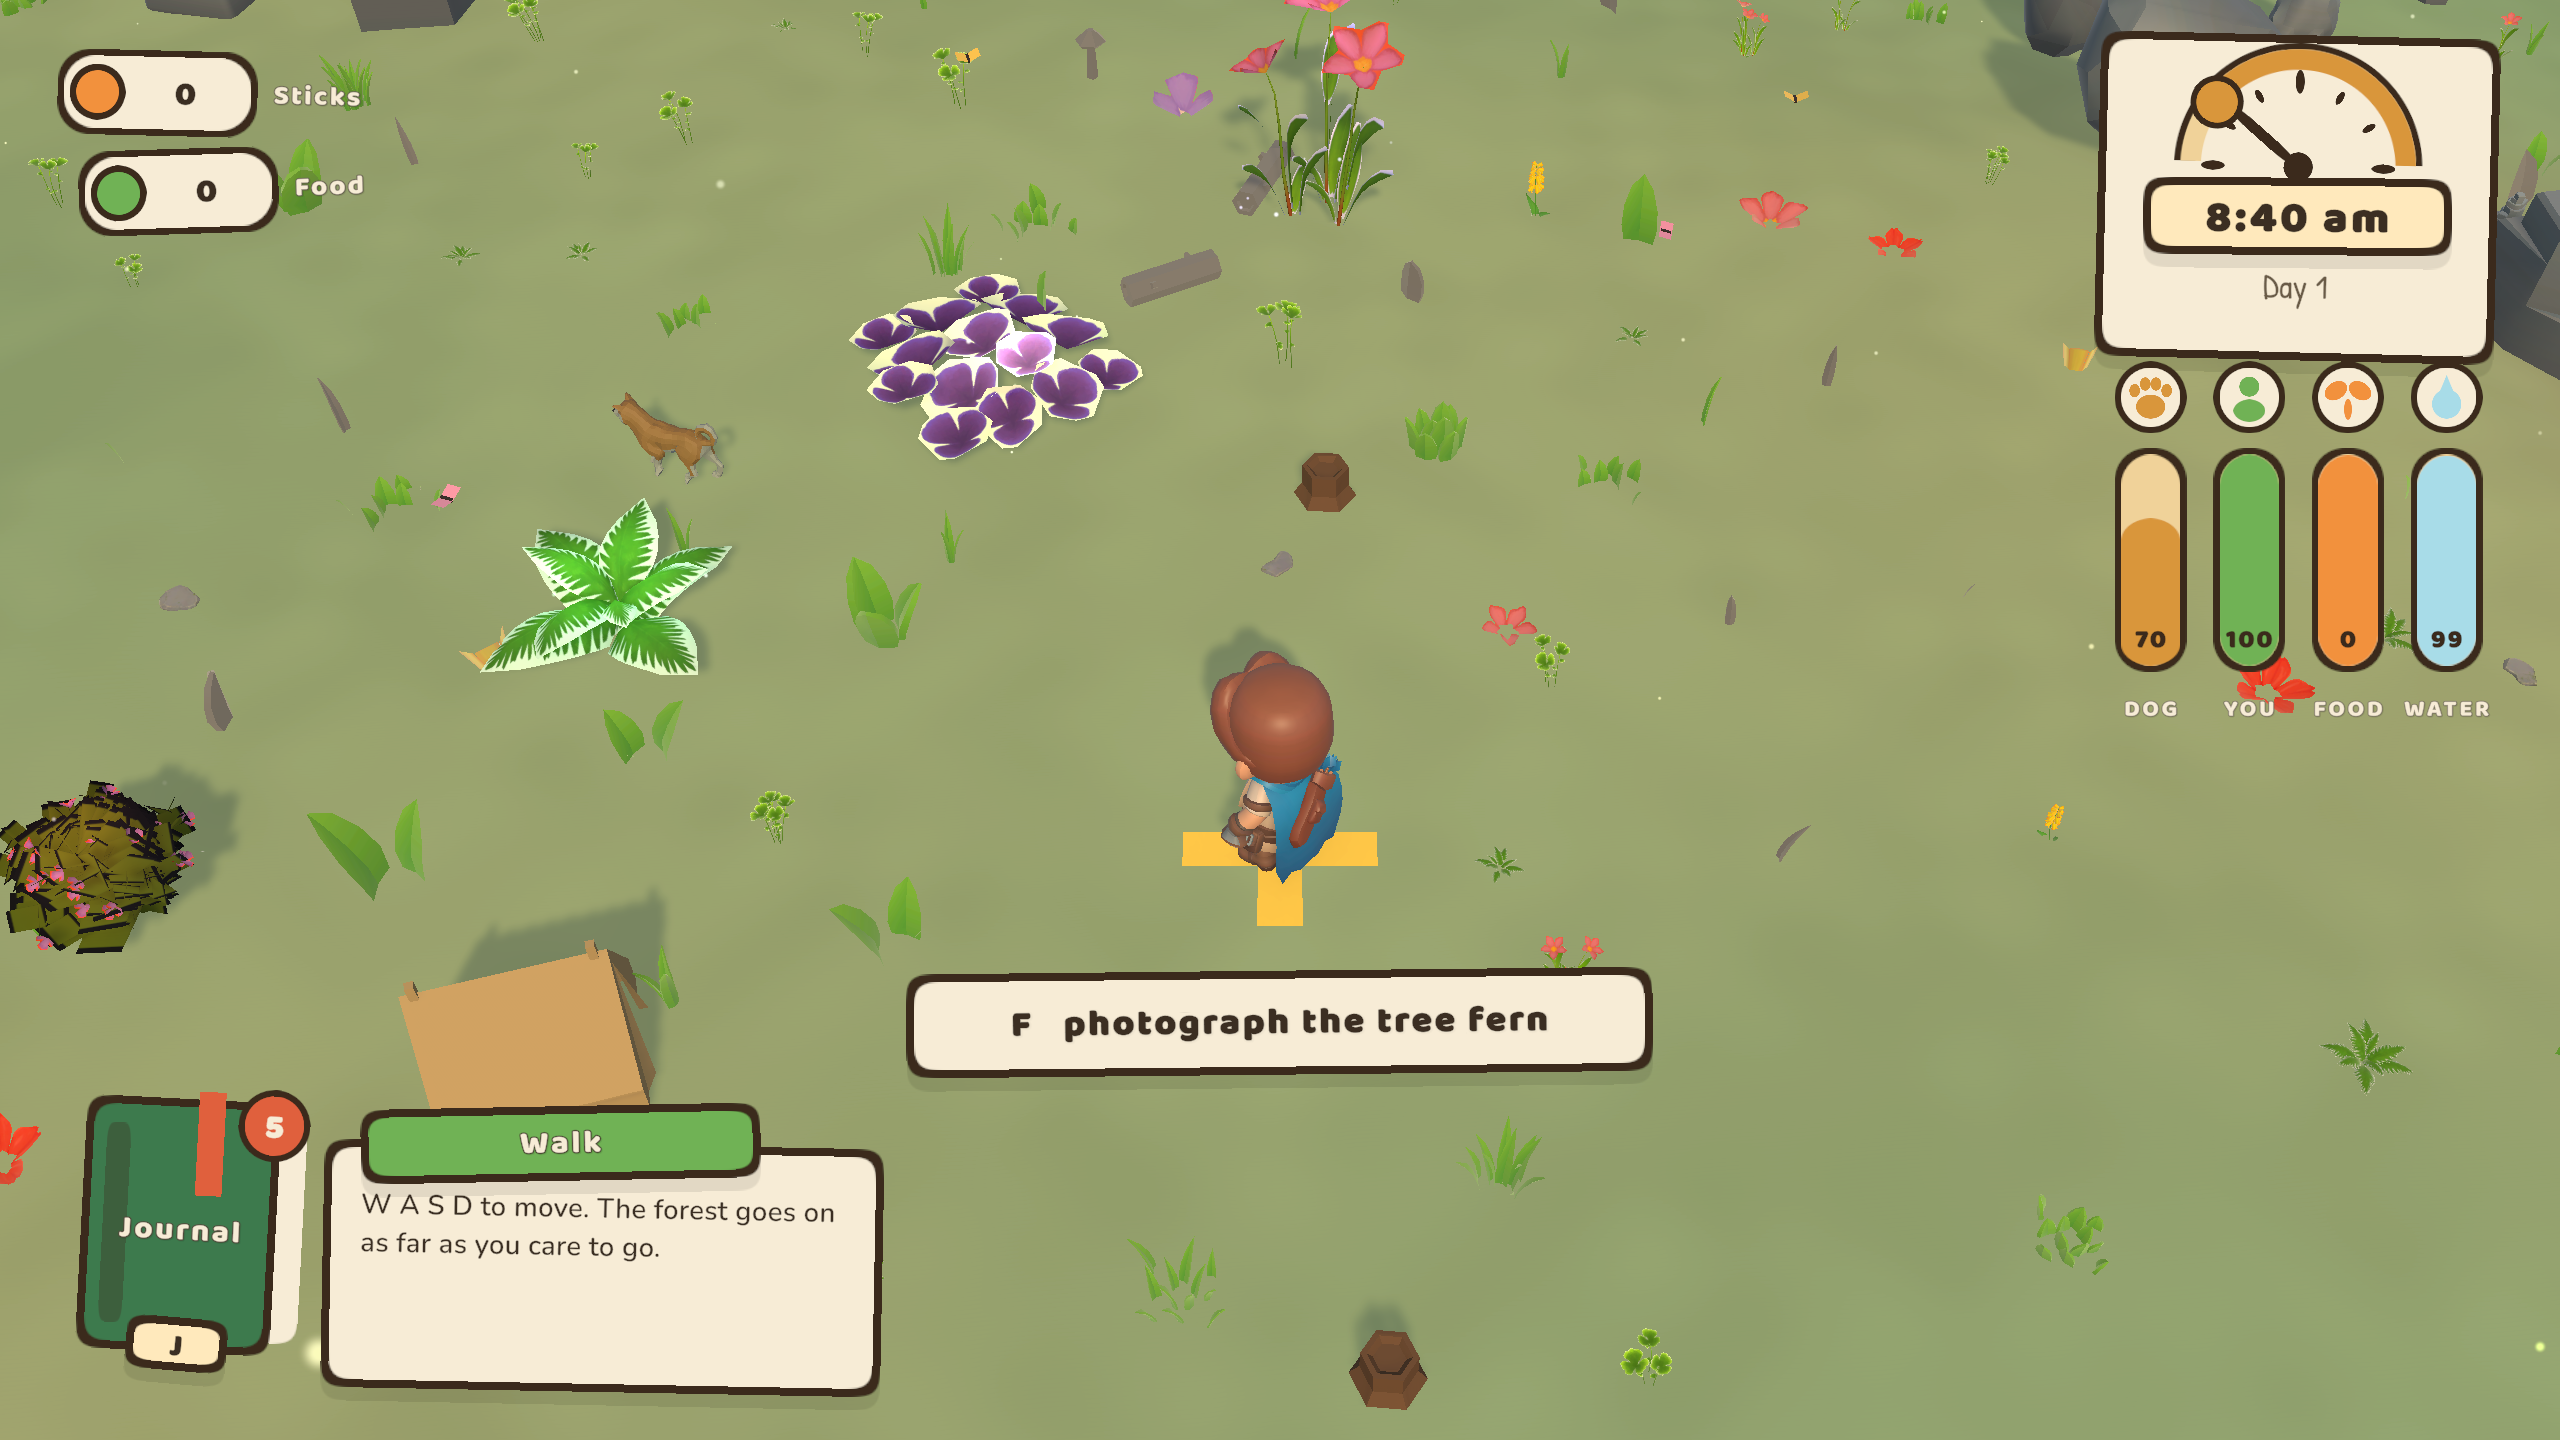 0 Sticks
0 Food
8:40 am
Day 1
70 100 0 99
DOG YOU FOOD WATER
F photograph the tree fern
5
Journal
J
Walk
W A S D to move. The forest goes on
as far as you care to go.